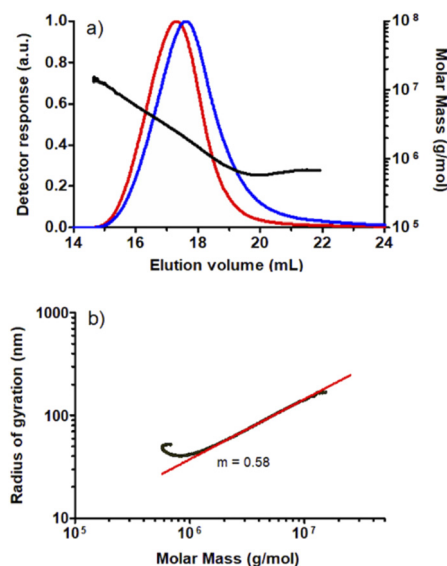 a)
1.0
0.8
0.6
0.4
0.2
0.0
Detector response (a.u.)
10^8
10^7
10^6
10^5
Molar Mass (g/mol)
14 16 18 20 22 24
Elution volume (mL)
b)
1000
100
10
Radius of gyration (nm)
m = 0.58
10^5 10^6 10^7
Molar Mass (g/mol)